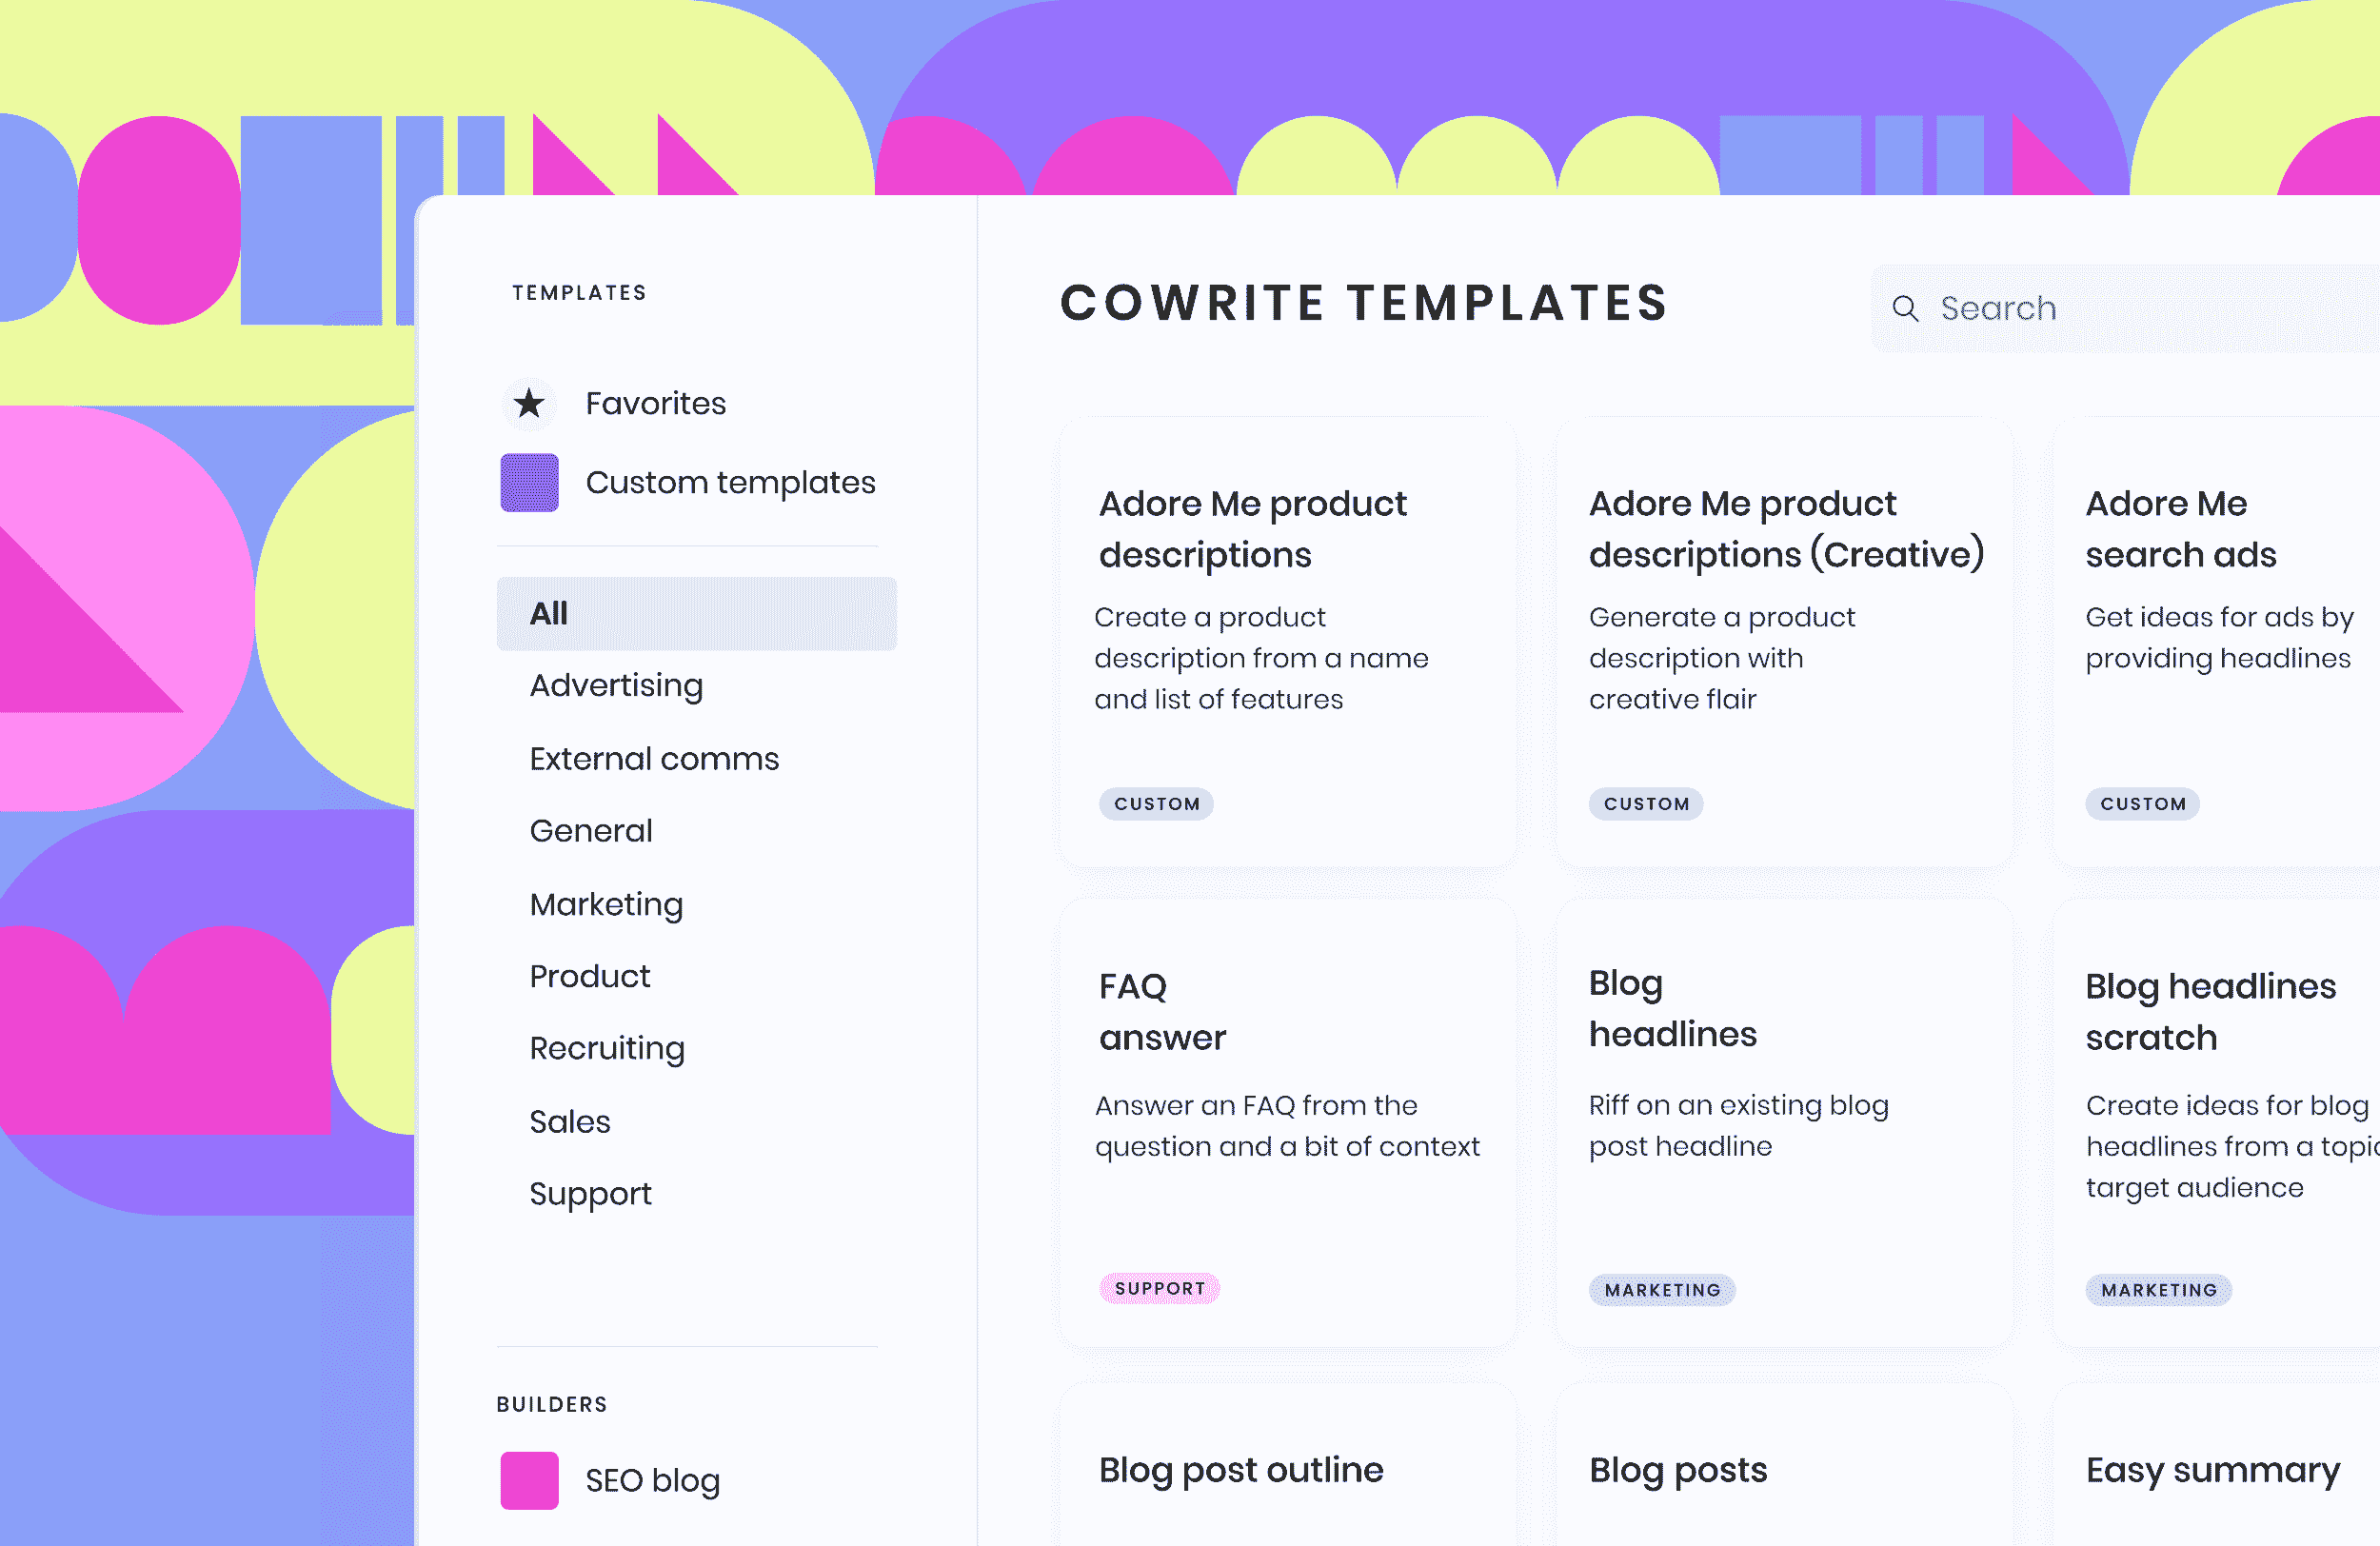 TEMPLATES
Favorites
Custom templates
All
Advertising
External comms
General
Marketing
Product
Recruiting
Sales
Support
BUILDERS
SEO blog
COWRITE TEMPLATES
Search
Adore Me product
descriptions
Create a product
description from a name
and list of features
CUSTOM
Adore Me product
descriptions (Creative)
Generate a product
description with
creative flair
CUSTOM
Adore Me
search ads
Get ideas for ads by
providing headlines
CUSTOM
FAQ
answer
Answer an FAQ from the
question and a bit of context
SUPPORT
Blog
headlines
Riff on an existing blog
post headline
MARKETING
Blog headlines
scratch
Create ideas for blog
headlines from a
target audience
MARKETING
Blog post outline
Blog posts
Easy summary